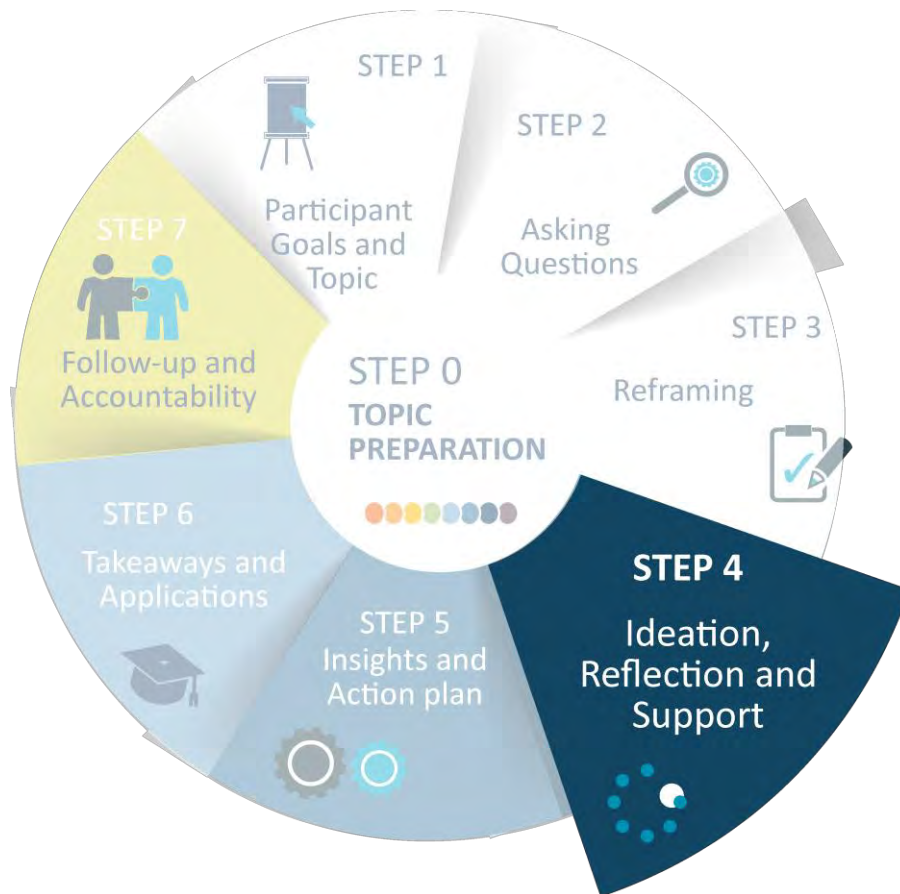 STEP 0
TOPIC
PREPARATION
STEP 1
Participant
Goals and
Topic
STEP 2
Asking
Questions
STEP 3
Reframing
STEP 4
Ideation,
Reflection and
Support
STEP 5
Insights and
Action plan
STEP 6
Takeaways and
Applications
STEP 7
Follow-up and
Accountability